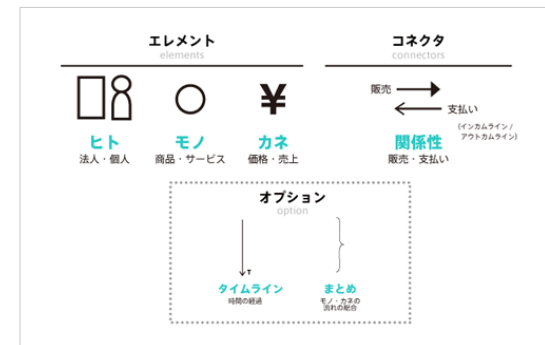 エレメント
elements
コネクタ
connectors
¥
販売
支払い
(インカムライン /
アウトカムライン)
ヒト
法人・個人
モノ
商品・サービス
カネ
価格・売上
関係性
販売・支払い
オプション
option
T
タイムライン
時間の経過
まとめ
モノ・カネの
流れの総合